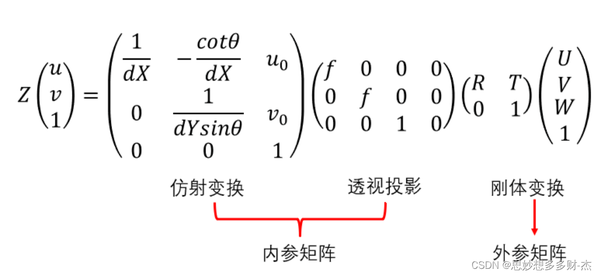 Z(u v 1) = (1/dX -cotθ/dX u₀ 0 1/dYsinθ v₀ 0 0 1)(f 0 0 0 0 f 0 0 0 0 1 0)(R T 0 1)(U V W 1)
仿射变换 透视投影 刚体变换
内参矩阵 外参矩阵
CSDN @思妙想多多财·杰